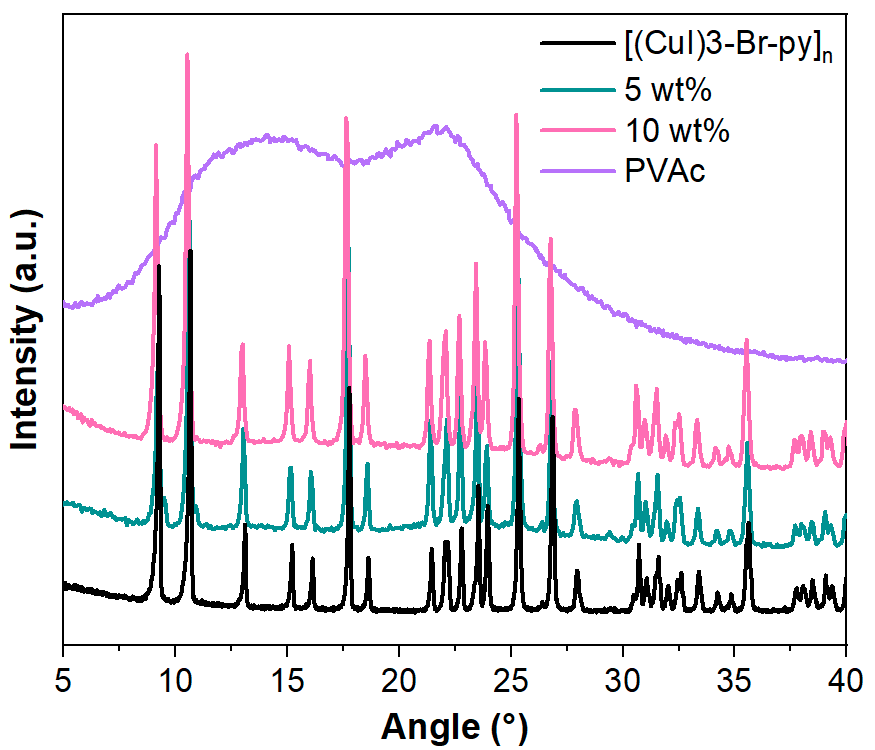 [(CuI)3-Br-py]n
5 wt%
10 wt%
PVAc
Intensity (a.u.)
5 10 15 20 25 30 35 40
Angle (°)